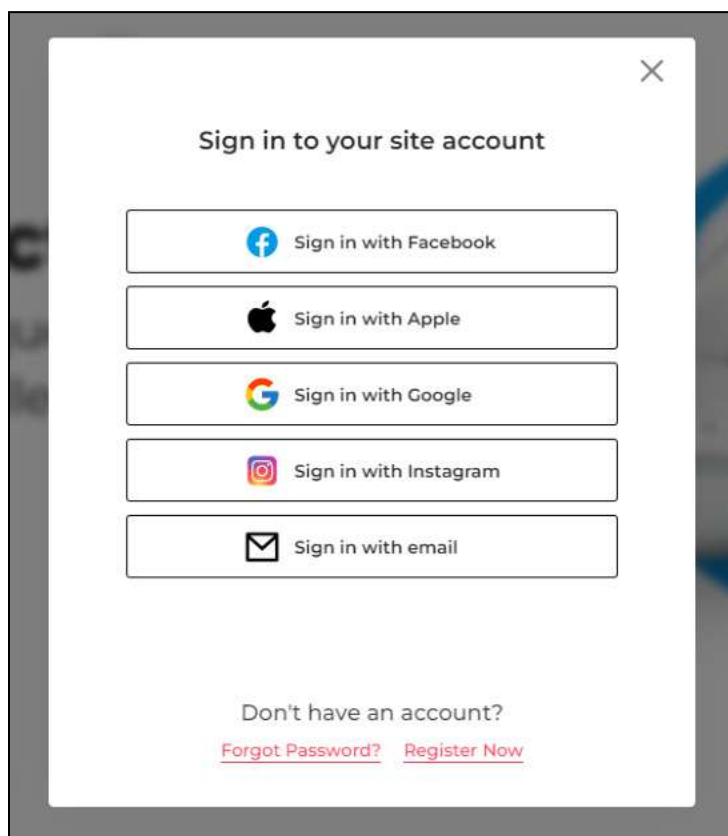 Sign in to your site account
Sign in with Facebook
Sign in with Apple
Sign in with Google
Sign in with Instagram
Sign in with email
Don't have an account?
Forgot Password? Register Now